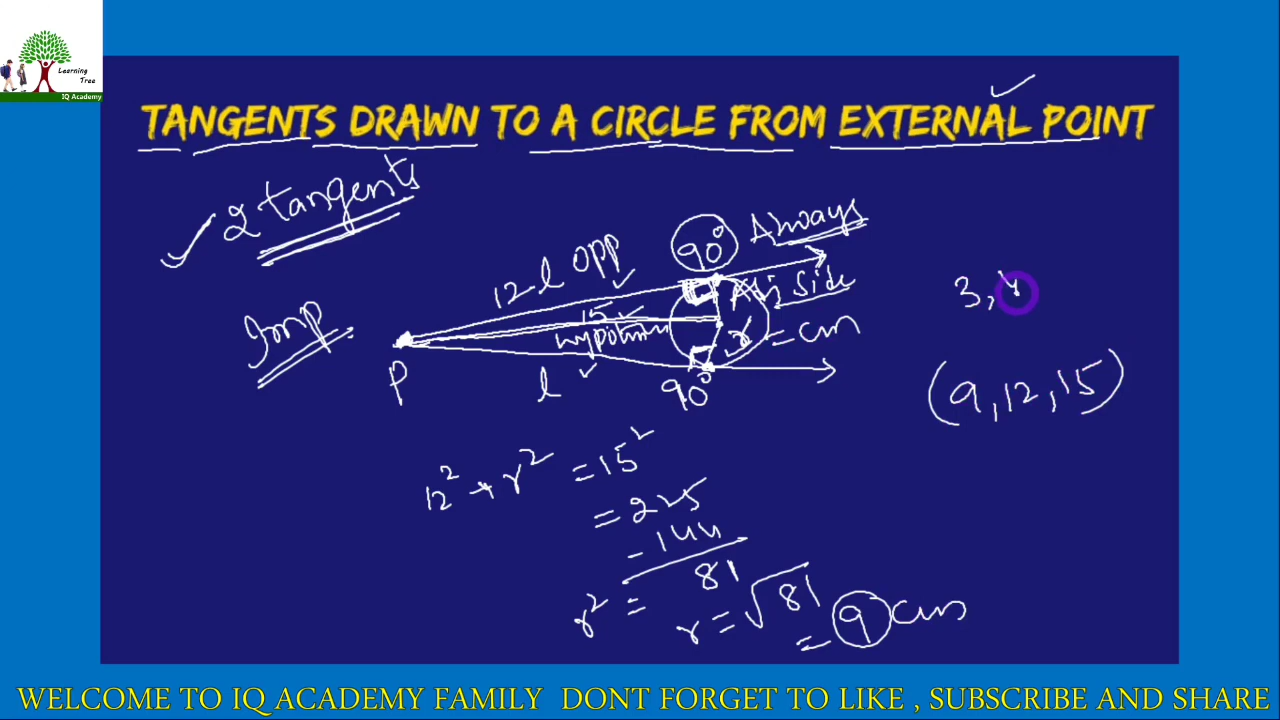 Learning
Tree
IQ Academy
TANGENTS DRAWN TO A CIRCLE FROM EXTERNAL POINT
2 tangents
Imp
90° Always
12 l opp
Adj Side
15
r = cm
P
l
90°
3, 4
(9, 12, 15)
12² + r² = 15²
= 225
- 144
r² = 81
r = √81
= 9 cm
WELCOME TO IQ ACADEMY FAMILY DONT FORGET TO LIKE , SUBSCRIBE AND SHARE